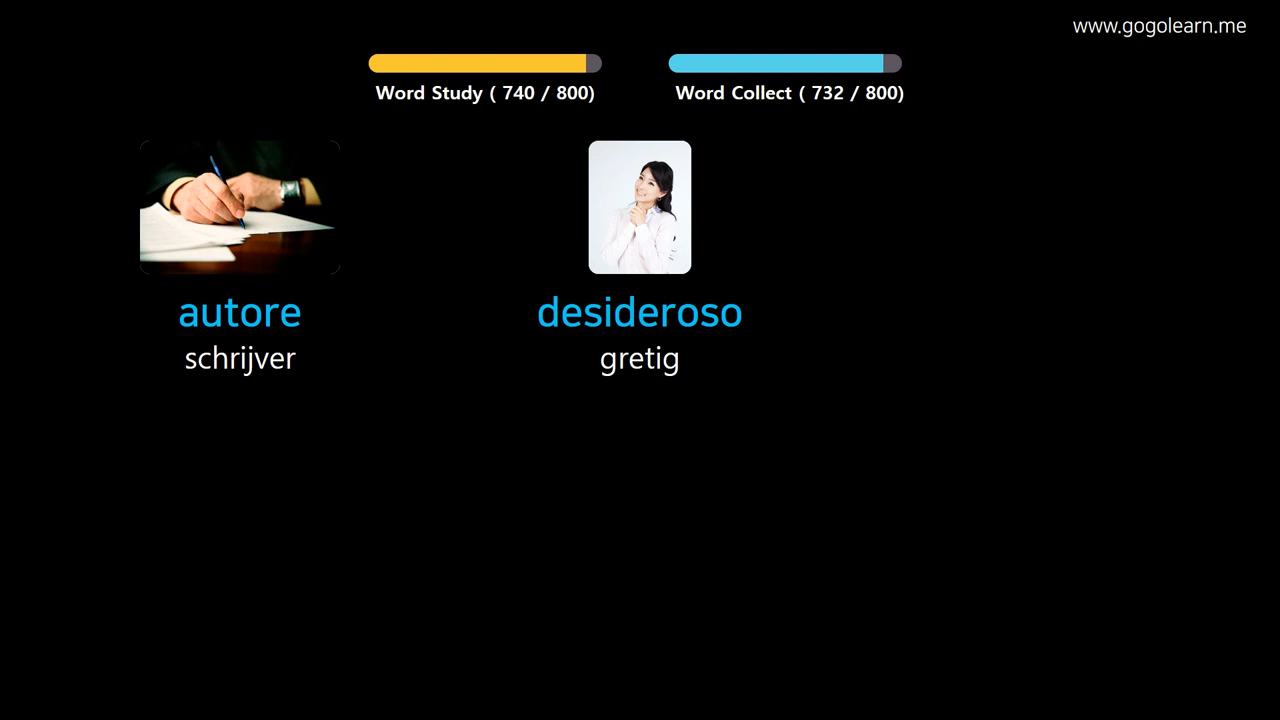 www.gogolearn.me
Word Study ( 740 / 800)
Word Collect ( 732 / 800)
autore
schrijver
desideroso
gretig